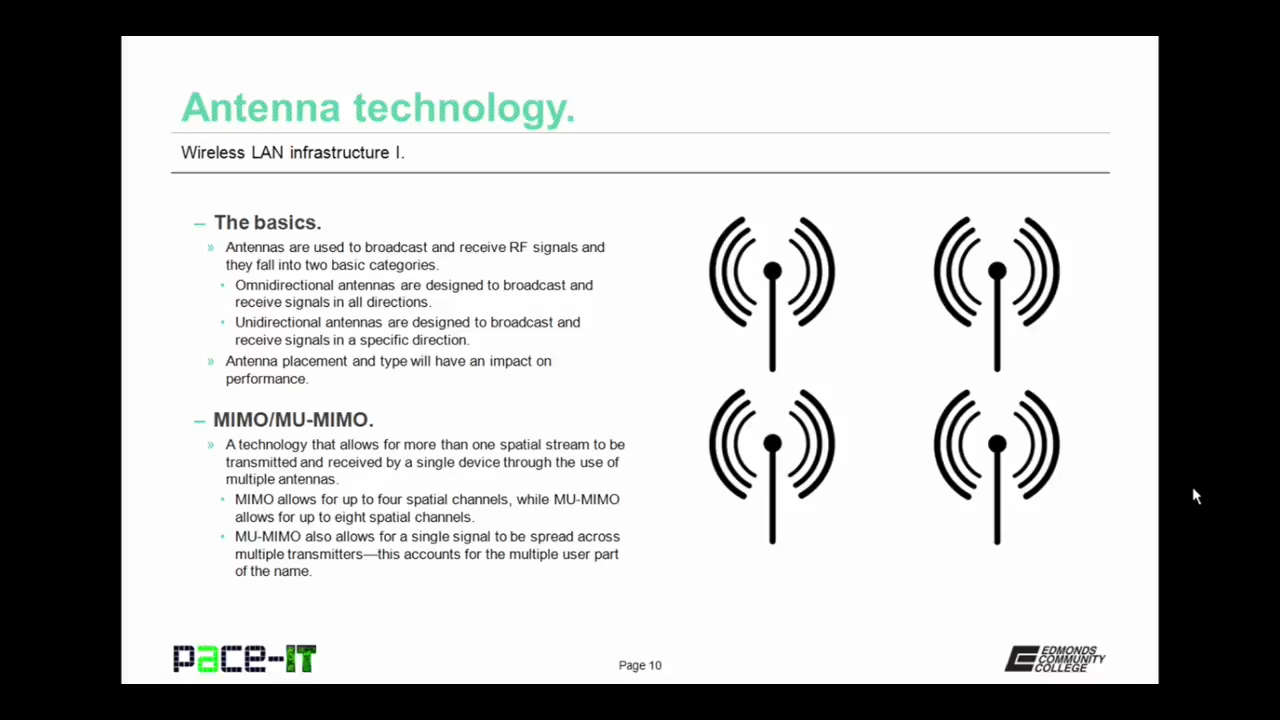 Antenna technology.
Wireless LAN infrastructure I.
– The basics.
» Antennas are used to broadcast and receive RF signals and
they fall into two basic categories.
• Omnidirectional antennas are designed to broadcast and
receive signals in all directions.
• Unidirectional antennas are designed to broadcast and
receive signals in a specific direction.
» Antenna placement and type will have an impact on
performance.
– MIMO/MU-MIMO.
» A technology that allows for more than one spatial stream to be
transmitted and received by a single device through the use of
multiple antennas.
• MIMO allows for up to four spatial channels, while MU-MIMO
allows for up to eight spatial channels.
• MU-MIMO also allows for a single signal to be spread across
multiple transmitters—this accounts for the multiple user part
of the name.
pace-IT
Page 10
EDMONDS
COMMUNITY
COLLEGE